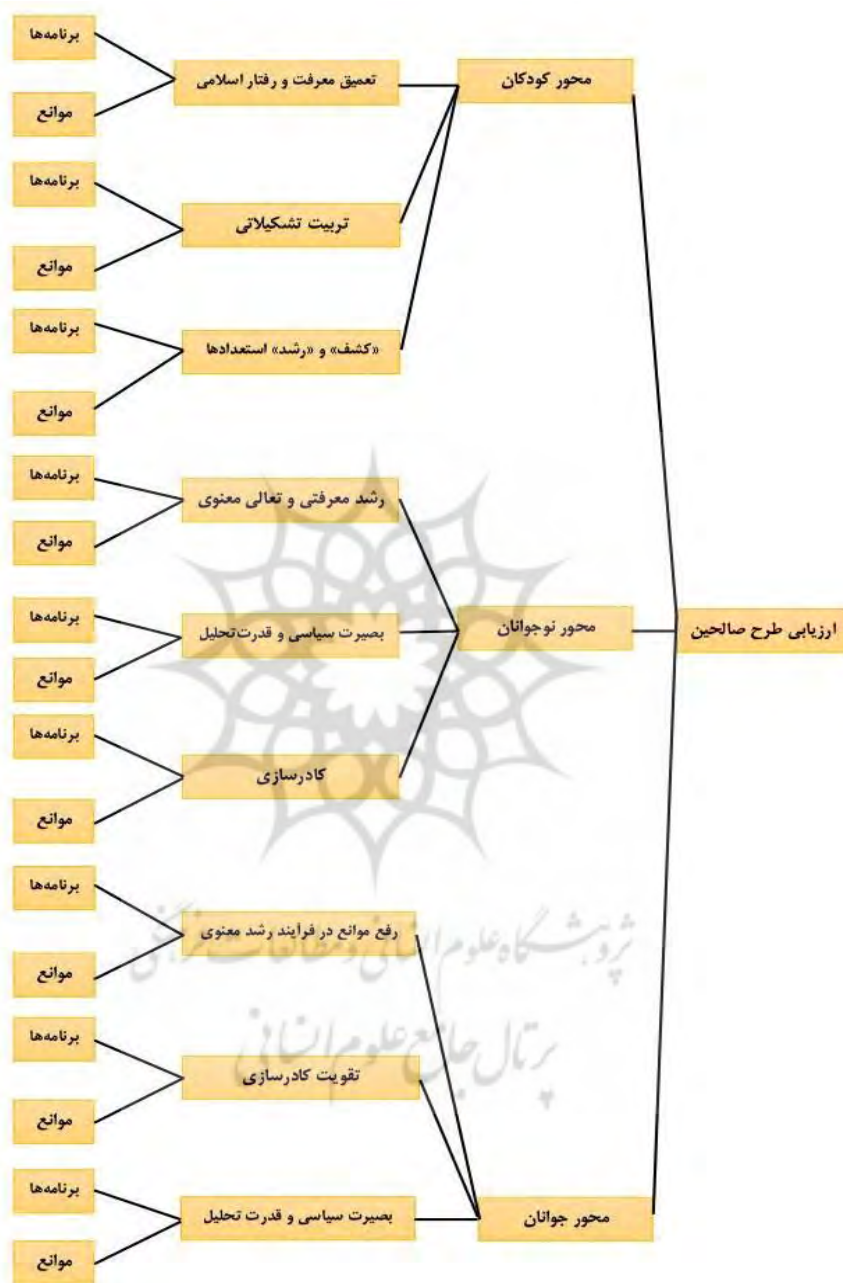 ارزیابی طرح صالحین
محور کودکان
تعمیق معرفت و رفتار اسلامی
برنامه‌ها
موانع
تربیت تشکیلاتی
برنامه‌ها
موانع
«کشف» و «رشد» استعدادها
برنامه‌ها
موانع
محور نوجوانان
رشد معرفتی و تعالی معنوی
برنامه‌ها
موانع
بصیرت سیاسی و قدرت تحلیل
برنامه‌ها
موانع
کادرسازی
برنامه‌ها
موانع
محور جوانان
رفع موانع در فرآیند رشد معنوی
برنامه‌ها
موانع
تقویت کادرسازی
برنامه‌ها
موانع
بصیرت سیاسی و قدرت تحلیل
برنامه‌ها
موانع
پژوهشگاه علوم انسانی و مطالعات فرهنگی
پرتال جامع علوم انسانی